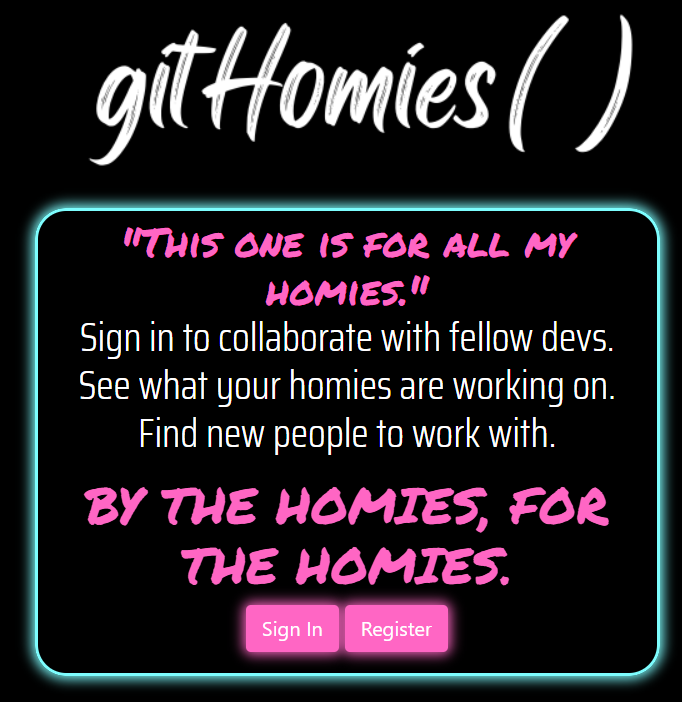 gitHomies( )
"This one is for all my
homies."
Sign in to collaborate with fellow devs.
See what your homies are working on.
Find new people to work with.
BY THE HOMIES, FOR
THE HOMIES.
Sign In Register